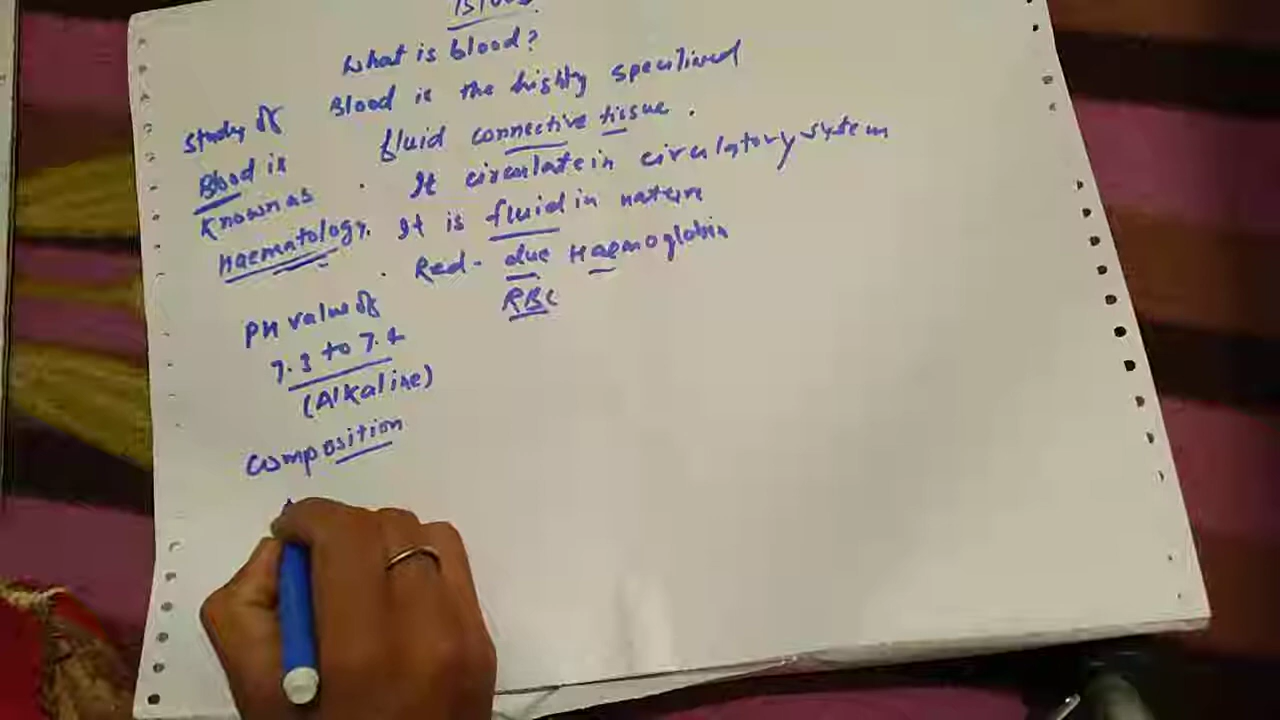 Blood
What is blood?
Blood is the highly specilized
fluid connective tissue.
It circulate in circulatory system
It is fluid in nature
Red - due Haemoglobin
RBC
Study of
Blood is
Known as
haematology.
PH value of
7.3 to 7.4
(Alkaline)
Composition